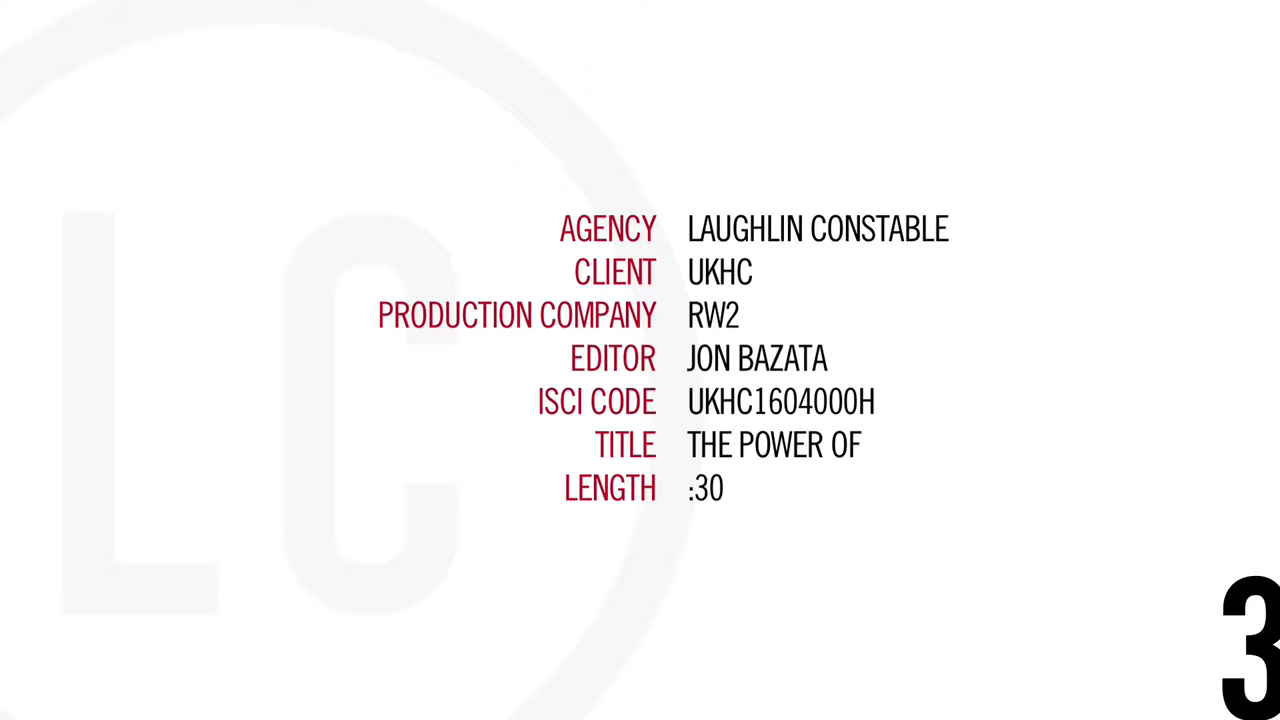 LC
AGENCY LAUGHLIN CONSTABLE
CLIENT UKHC
PRODUCTION COMPANY RW2
EDITOR JON BAZATA
ISCI CODE UKHC1604000H
TITLE THE POWER OF
LENGTH :30
3